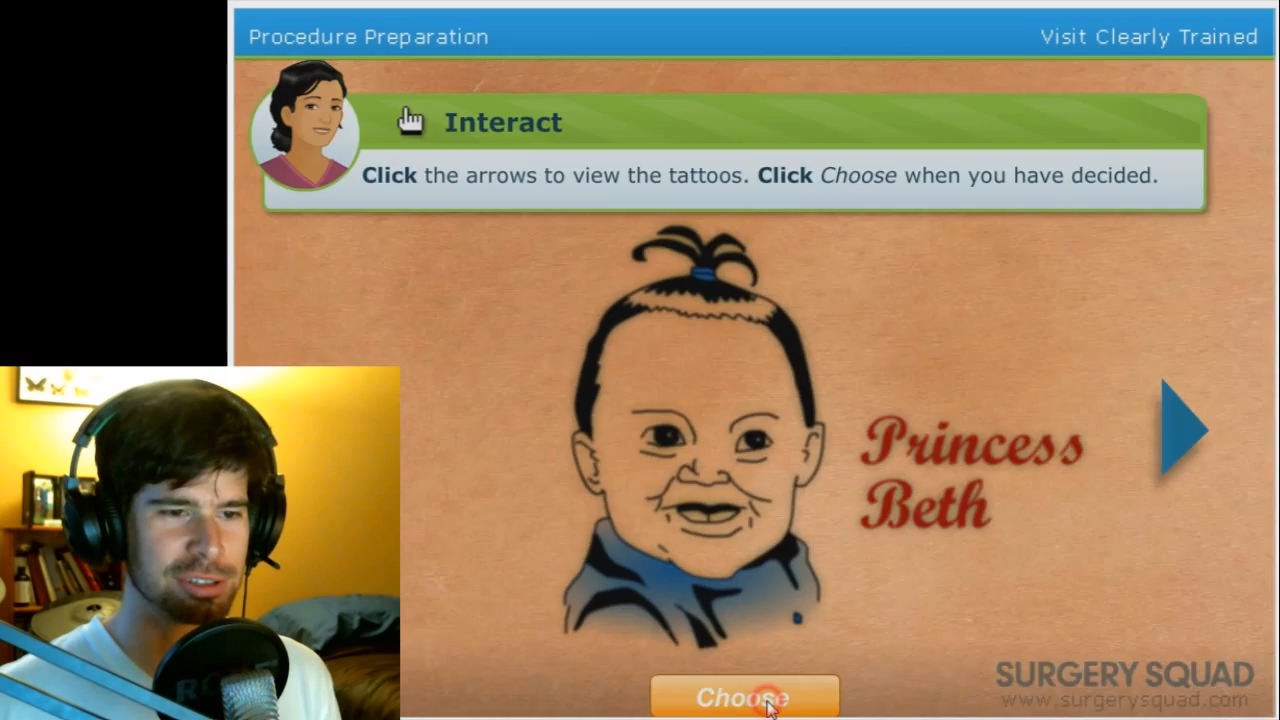 Procedure Preparation
Visit Clearly Trained
Interact
Click the arrows to view the tattoos. Click Choose when you have decided.
Princess
Beth
Choose
SURGERY SQUAD
www.surgerysquad.com